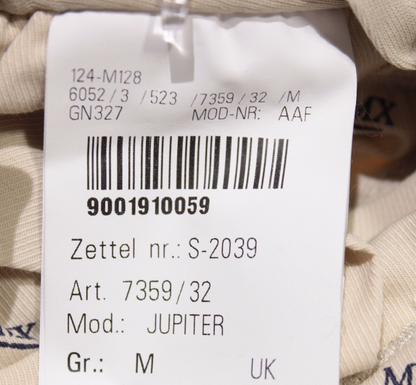 124-M128
6052/3 /523 /7359/32 /M
GN327 MOD-NR: AAF
9001910059
Zettel nr.: S-2039
Art. 7359/32
Mod.: JUPITER
Gr.: M UK